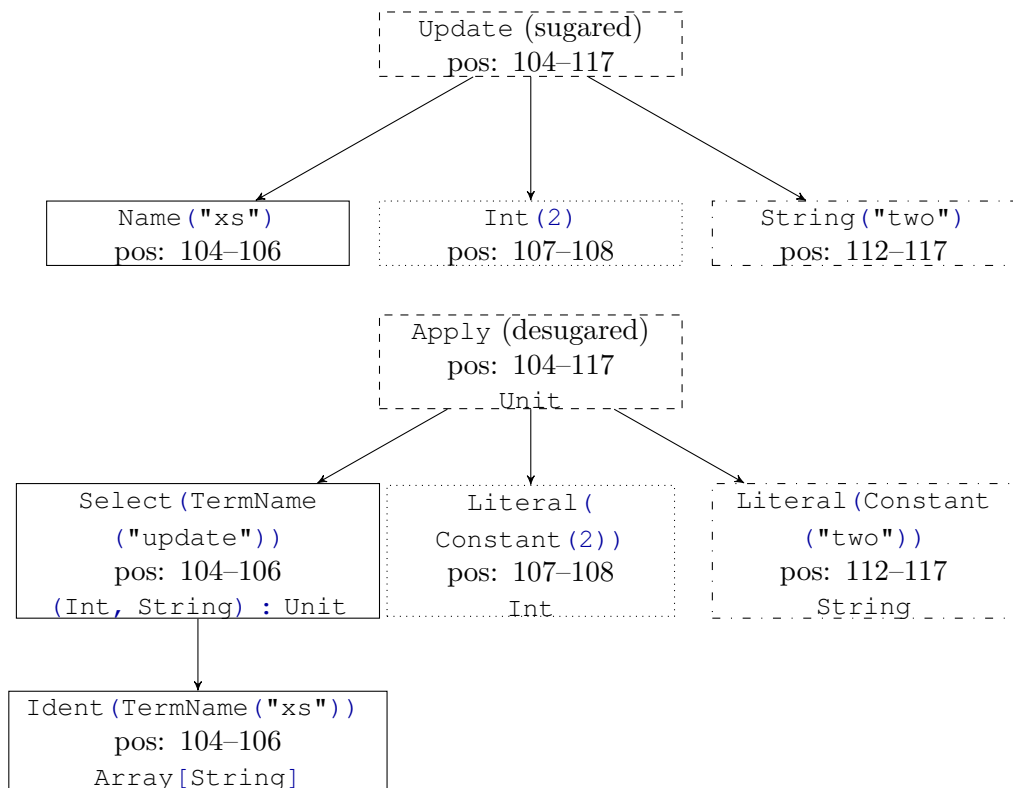 Update (sugared)
pos: 104–117
Name("xs")
pos: 104–106
Int(2)
pos: 107–108
String("two")
pos: 112–117
Apply (desugared)
pos: 104–117
Unit
Select(TermName
("update"))
pos: 104–106
(Int, String) : Unit
Literal(
Constant(2))
pos: 107–108
Int
Literal(Constant
("two"))
pos: 112–117
String
Ident(TermName("xs"))
pos: 104–106
Array[String]